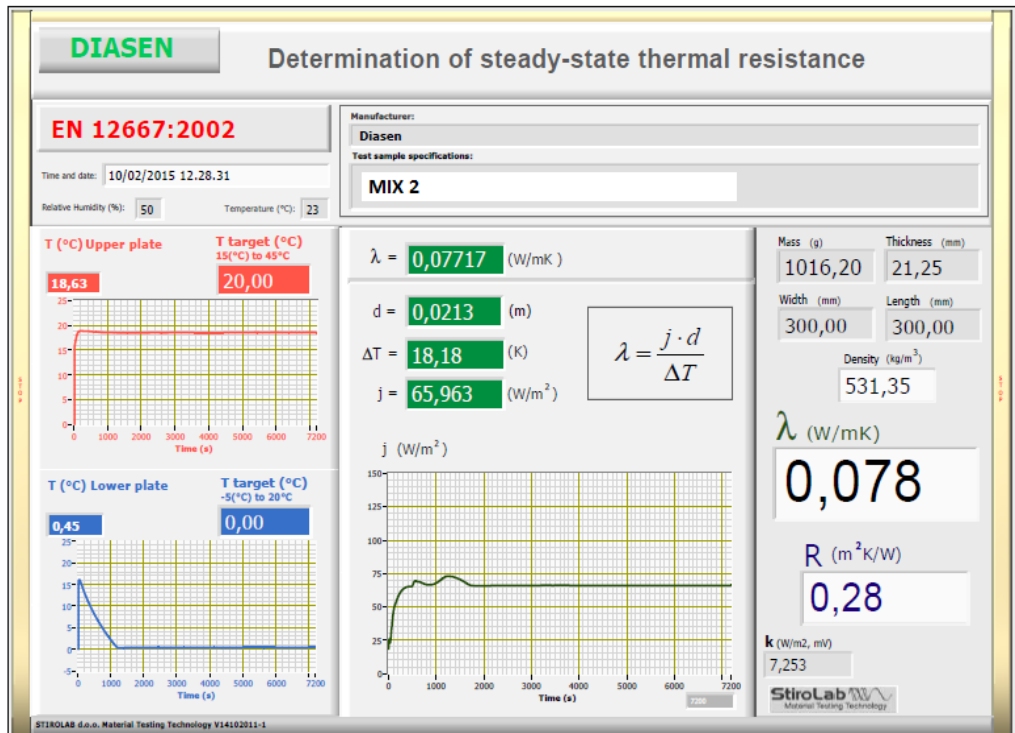 DIASEN
Determination of steady-state thermal resistance
EN 12667:2002
Time and date: 10/02/2015 12.28.31
Relative Humidity (%): 50 Temperature (°C): 23
Manufacturer:
Diasen
Test sample specifications:
MIX 2
T (°C) Upper plate
T target (°C)
15(°C) to 45°C
18,63
20,00
25
20
15
10
5
0
0 1000 2000 3000 4000 5000 6000 7200
Time (s)
T (°C) Lower plate
T target (°C)
-5(°C) to 20°C
0,45
0,00
25
20
15
10
5
0
-5
0 1000 2000 3000 4000 5000 6000 7200
Time (s)
λ = 0,07717 (W/mK )
d = 0,0213 (m)
ΔT = 18,18 (K)
j = 65,963 (W/m²)
λ = j · d / ΔT
j (W/m²)
150
125
100
75
50
25
0
0 1000 2000 3000 4000 5000 6000 7200
Time (s)
7200
Mass (g) Thickness (mm)
1016,20 21,25
Width (mm) Length (mm)
300,00 300,00
Density (kg/m³)
531,35
λ (W/mK)
0,078
R (m²K/W)
0,28
k (W/m2, mV)
7,253
StiroLab
Material Testing Technology
STIROLAB d.o.o. Material Testing Technology V14102011-1
STOP
STOP